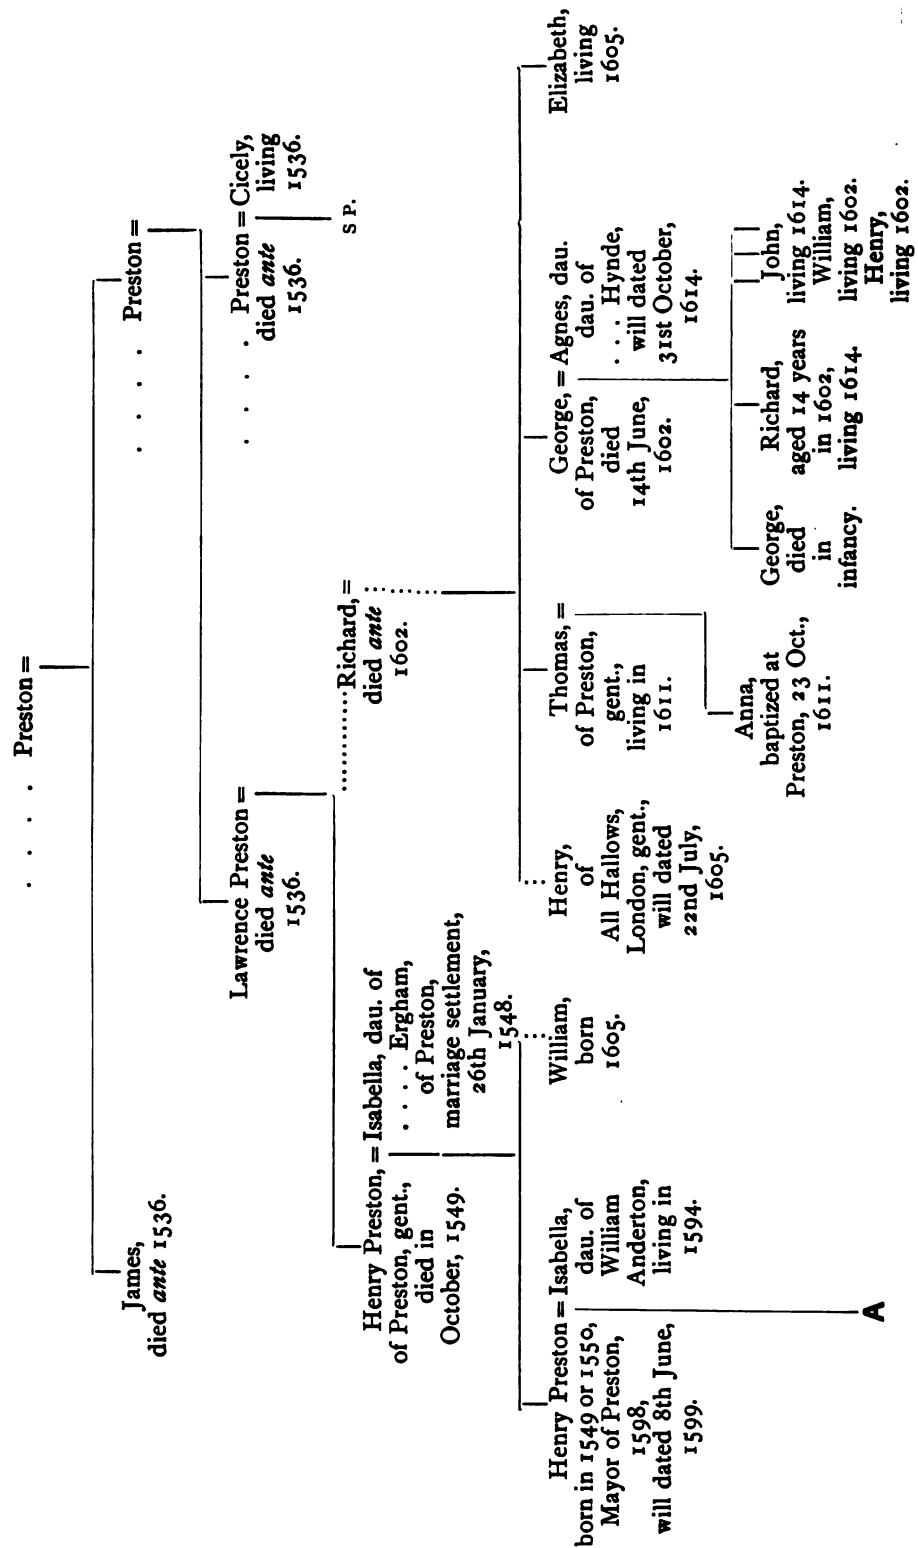 . . . . Preston =
James,
died ante 1536.
. . . . Preston =
Lawrence Preston =
died ante
1536.
. . . . Preston = Cicely,
died ante
1536.
living
1536.
S P.
Henry Preston, = Isabella, dau. of
of Preston, gent.,
died in
October, 1549.
. . . . Ergham,
of Preston,
marriage settlement,
26th January,
1548.
Richard, =
died ante
1602.
Henry Preston = Isabella,
born in 1549 or 1550,
Mayor of Preston,
1598,
will dated 8th June,
1599.
dau. of
William
Anderton,
living in
1594.
William,
born
1605.
Henry,
of
All Hallows,
London, gent.,
will dated
22nd July,
1605.
Thomas, =
of Preston,
gent.,
living in
1611.
George, = Agnes, dau.
of Preston,
died
14th June,
1602.
dau. of
. . . Hynde,
will dated
31st October,
1614.
Elizabeth,
living
1605.
A
Anna,
baptized at
Preston, 23 Oct.,
1611.
George,
died
in
infancy.
Richard,
aged 14 years
in 1602,
living 1614.
John,
living 1614.
William,
living 1602.
Henry,
living 1602.